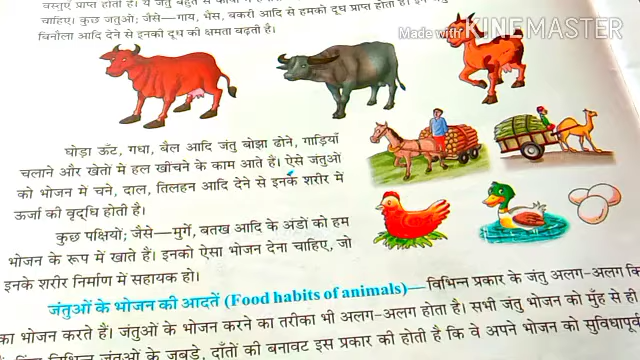 वस्तुएँ प्राप्त होती हैं। ये जंतु बहुत से
चाहिए। कुछ जंतुओं; जैसे—गाय, भैंस, बकरी आदि से हमको दूध प्राप्त होता है।
बिनौला आदि देने से इनकी दूध की क्षमता बढ़ती है।
Made with KINEMASTER
घोड़ा ऊँट, गधा, बैल आदि जंतु बोझा ढोने, गाड़ियाँ
चलाने और खेतों में हल खींचने के काम आते हैं। ऐसे जंतुओं
को भोजन में चने, दाल, तिलहन आदि देने से इनके शरीर में
ऊर्जा की वृद्धि होती है।
कुछ पक्षियों; जैसे—मुर्गे, बतख आदि के अंडों को हम
भोजन के रूप में खाते हैं। इनको ऐसा भोजन देना चाहिए, जो
इनके शरीर निर्माण में सहायक हो।
जंतुओं के भोजन की आदतें (Food habits of animals)—विभिन्न प्रकार के जंतु अलग-अलग
का भोजन करते हैं। जंतुओं के भोजन करने का तरीका भी अलग-अलग होता है। सभी जंतु भोजन को मुँह से ही
विभिन्न जंतुओं के जबड़े, दाँतों की बनावट इस प्रकार की होती है कि वे अपने भोजन को